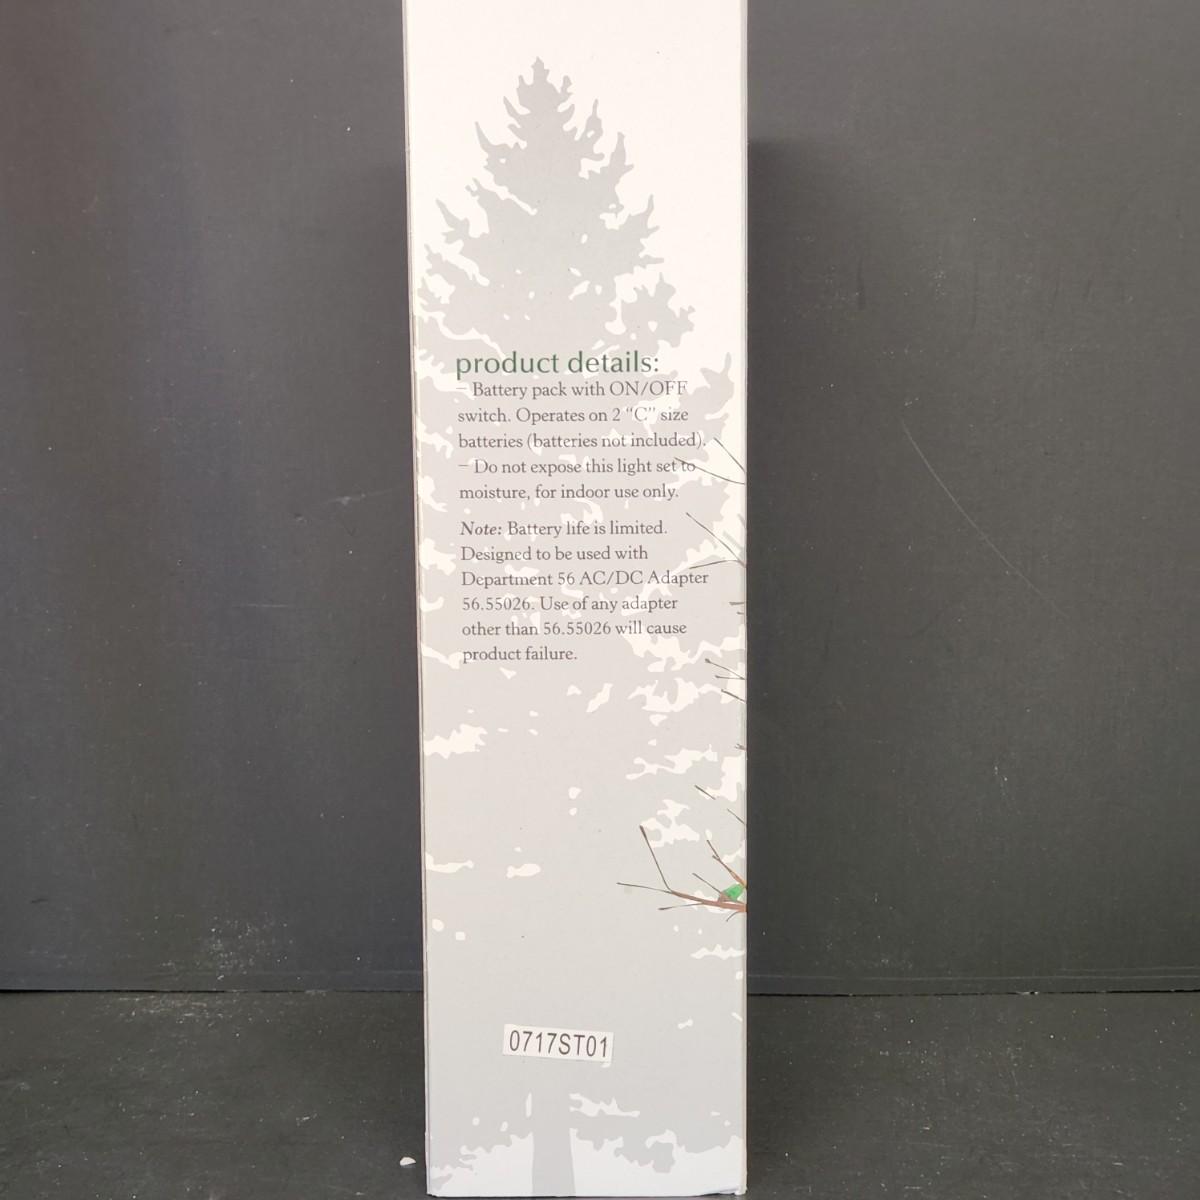 product details:
– Battery pack with ON/OFF
switch. Operates on 2 “C” size
batteries (batteries not included).
– Do not expose this light set to
moisture, for indoor use only.
Note: Battery life is limited.
Designed to be used with
Department 56 AC/DC Adapter
56.55026. Use of any adapter
other than 56.55026 will cause
product failure.
0717ST01